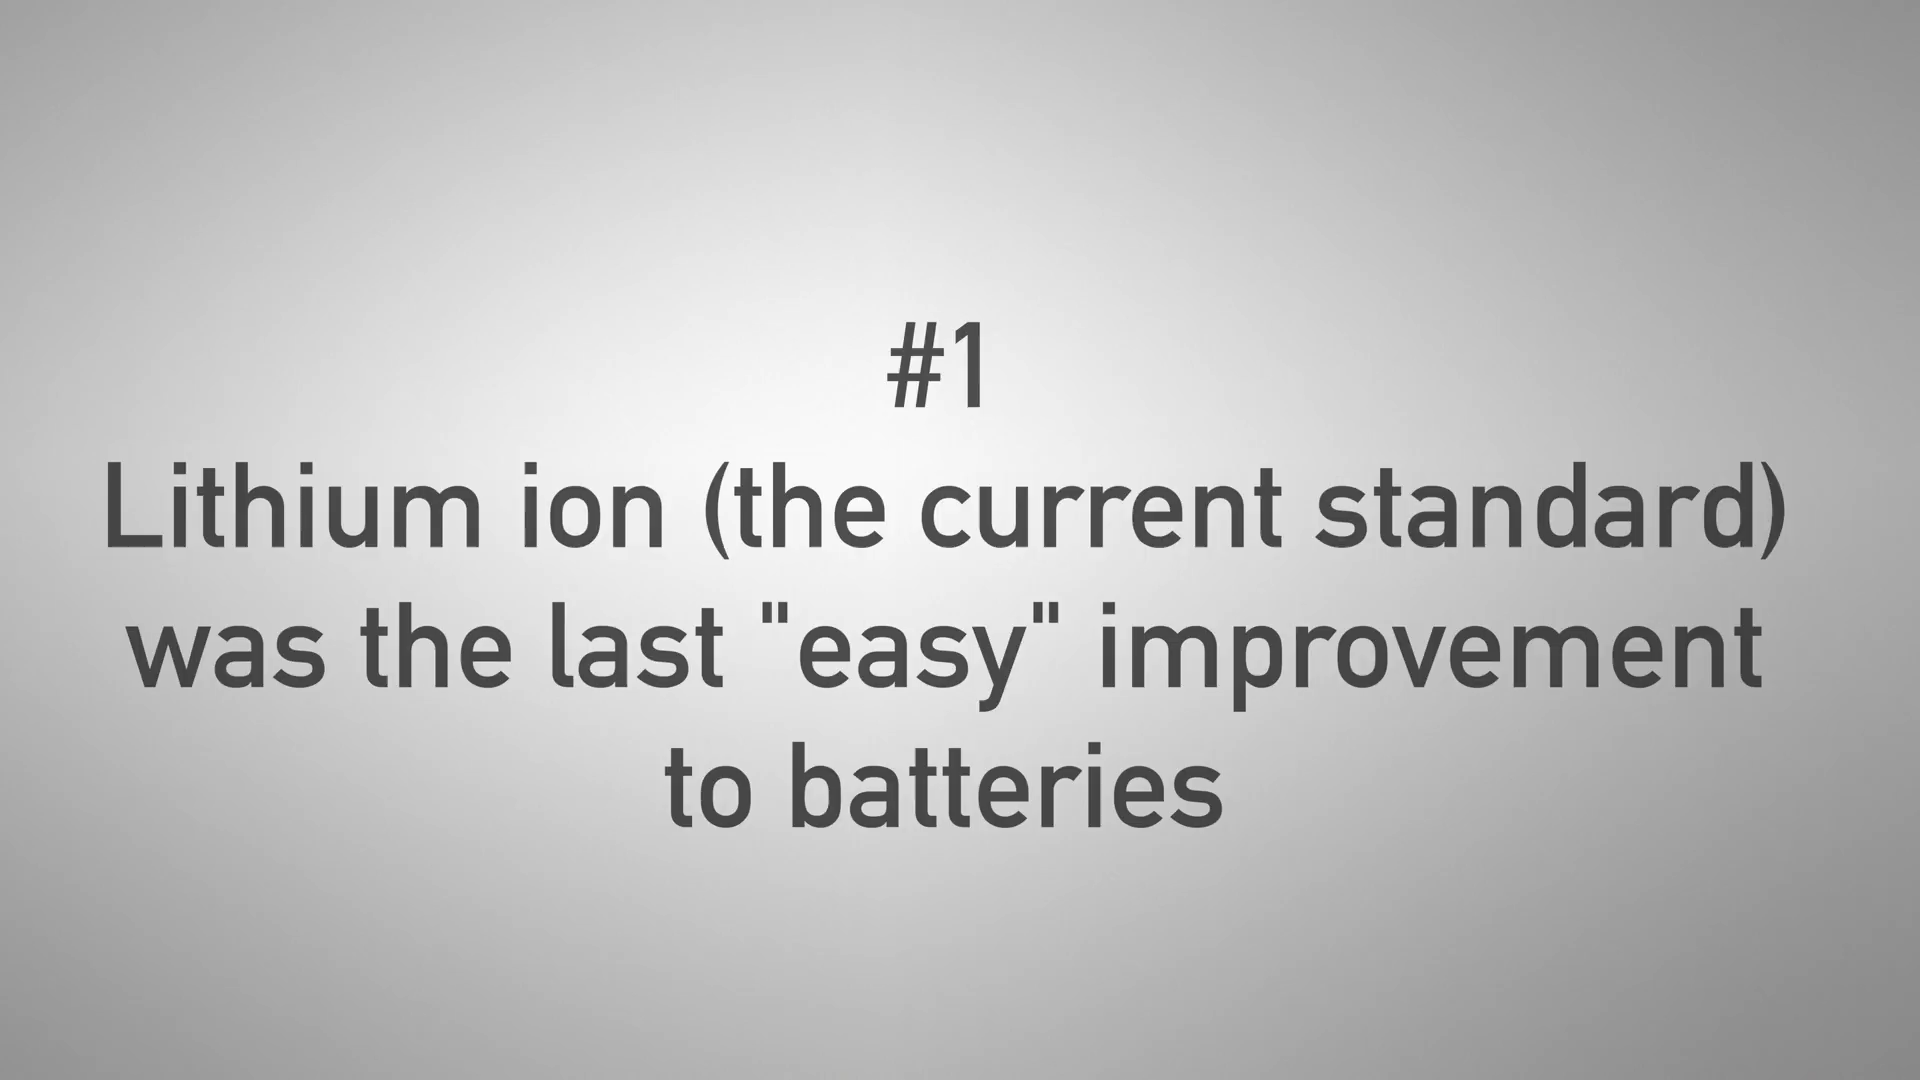 #1
Lithium ion (the current standard)
was the last "easy" improvement
to batteries